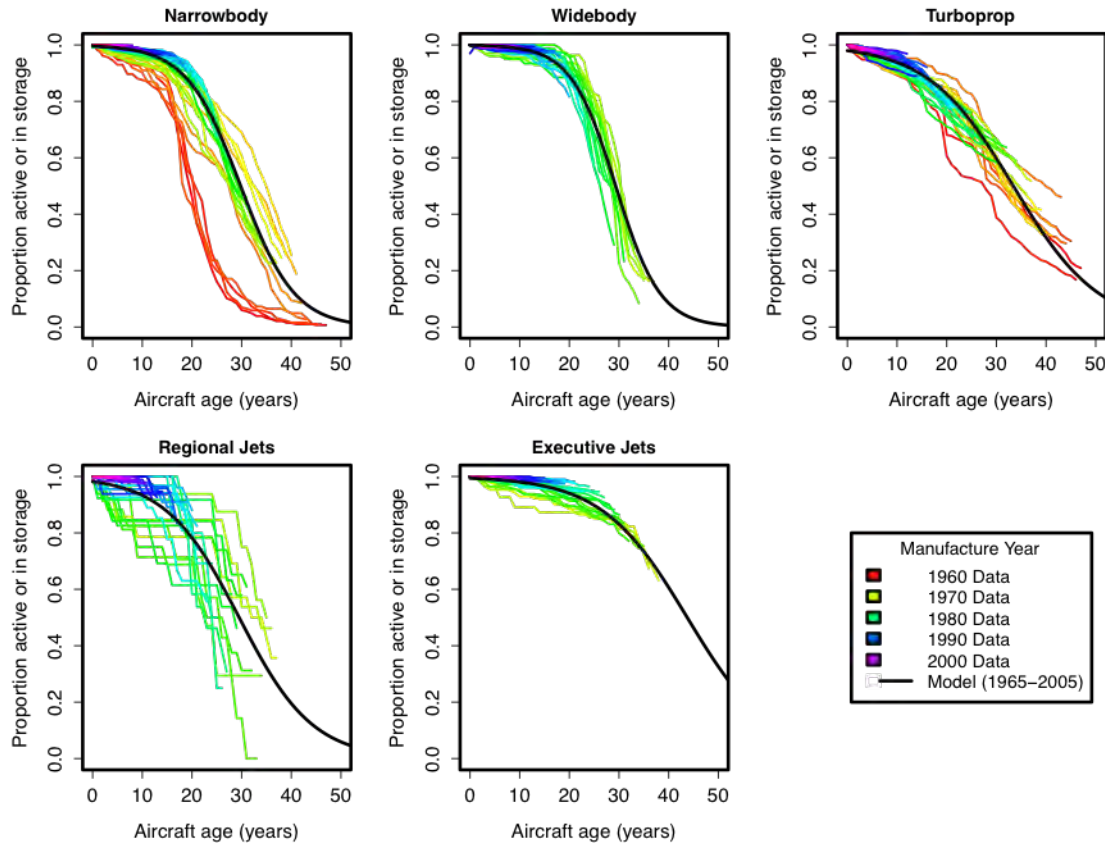 Narrowbody
Proportion active or in storage
0.0 0.2 0.4 0.6 0.8 1.0
0 10 20 30 40 50
Aircraft age (years)
Widebody
Proportion active or in storage
0.0 0.2 0.4 0.6 0.8 1.0
0 10 20 30 40 50
Aircraft age (years)
Turboprop
Proportion active or in storage
0.0 0.2 0.4 0.6 0.8 1.0
0 10 20 30 40 50
Aircraft age (years)
Regional Jets
Proportion active or in storage
0.0 0.2 0.4 0.6 0.8 1.0
0 10 20 30 40 50
Aircraft age (years)
Executive Jets
Proportion active or in storage
0.0 0.2 0.4 0.6 0.8 1.0
0 10 20 30 40 50
Aircraft age (years)
Manufacture Year
1960 Data
1970 Data
1980 Data
1990 Data
2000 Data
Model (1965–2005)